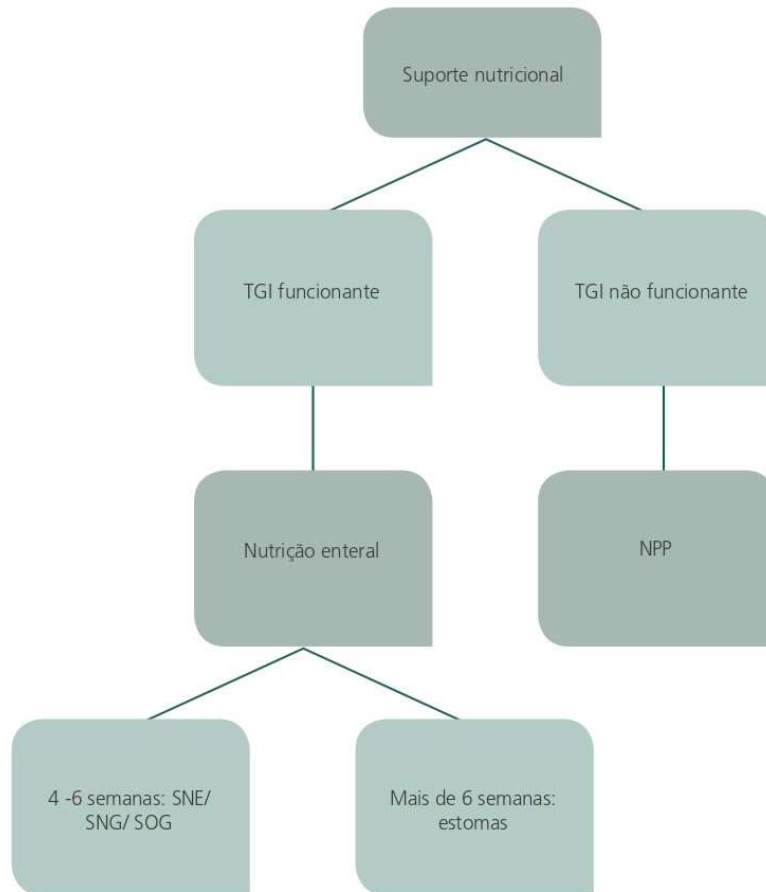 Suporte nutricional
TGI funcionante
TGI não funcionante
Nutrição enteral
NPP
4 -6 semanas: SNE/
SNG/ SOG
Mais de 6 semanas:
estomas